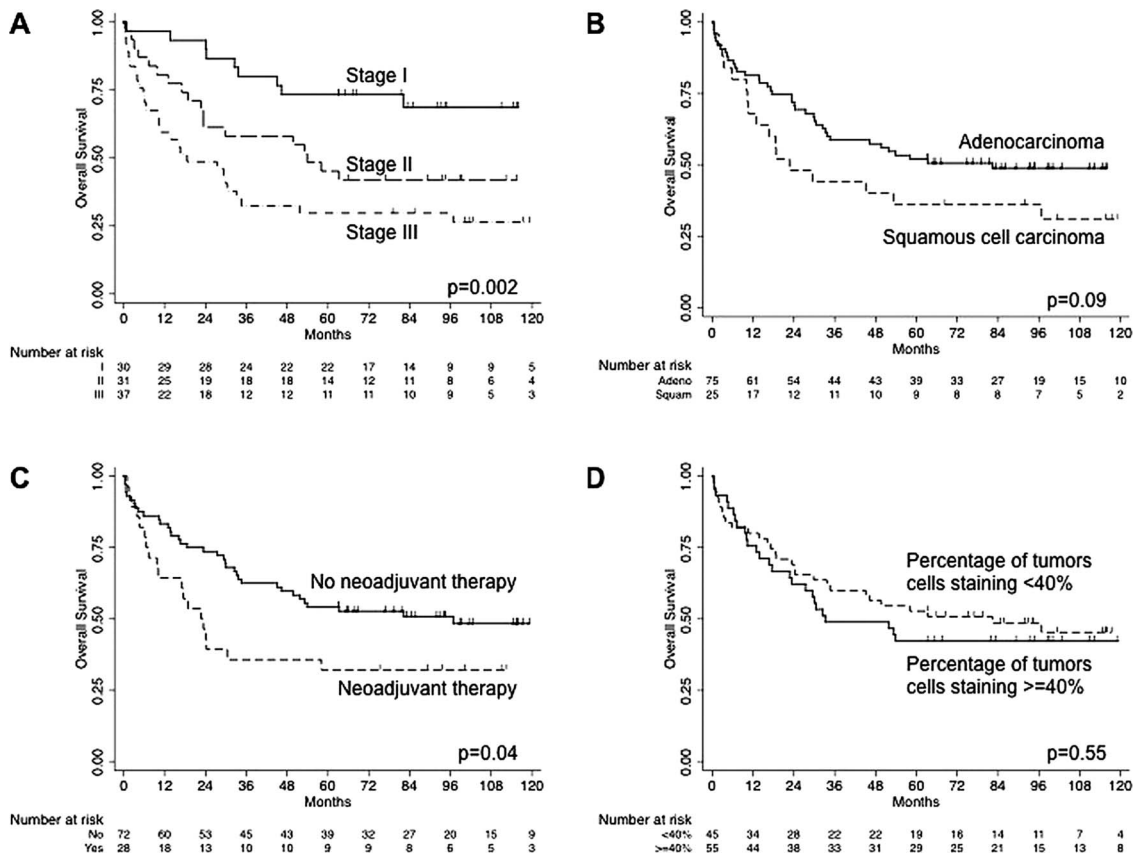 A
1.00
0.75
0.50
0.25
0.00
Overall Survival
Stage I
Stage II
Stage III
p=0.002
0 12 24 36 48 60 72 84 96 108 120
Months
Number at risk
I 30 29 28 24 22 22 17 14 9 9 5
II 31 25 19 18 18 14 12 11 8 6 4
III 37 22 18 12 12 11 11 10 9 5 3
B
1.00
0.75
0.50
0.25
0.00
Overall Survival
Adenocarcinoma
Squamous cell carcinoma
p=0.09
0 12 24 36 48 60 72 84 96 108 120
Months
Number at risk
Adeno 75 61 54 44 43 39 33 27 19 15 10
Squam 25 17 12 11 10 9 8 8 7 5 2
C
1.00
0.75
0.50
0.25
0.00
Overall Survival
No neoadjuvant therapy
Neoadjuvant therapy
p=0.04
0 12 24 36 48 60 72 84 96 108 120
Months
Number at risk
No 72 60 53 45 43 39 32 27 20 15 9
Yes 28 18 13 10 10 9 9 8 6 5 3
D
1.00
0.75
0.50
0.25
0.00
Overall Survival
Percentage of tumors
cells staining <40%
Percentage of tumors
cells staining >=40%
p=0.55
0 12 24 36 48 60 72 84 96 108 120
Months
Number at risk
<40% 45 34 28 22 22 19 16 14 11 7 4
>=40% 55 44 38 33 31 29 25 21 15 13 8